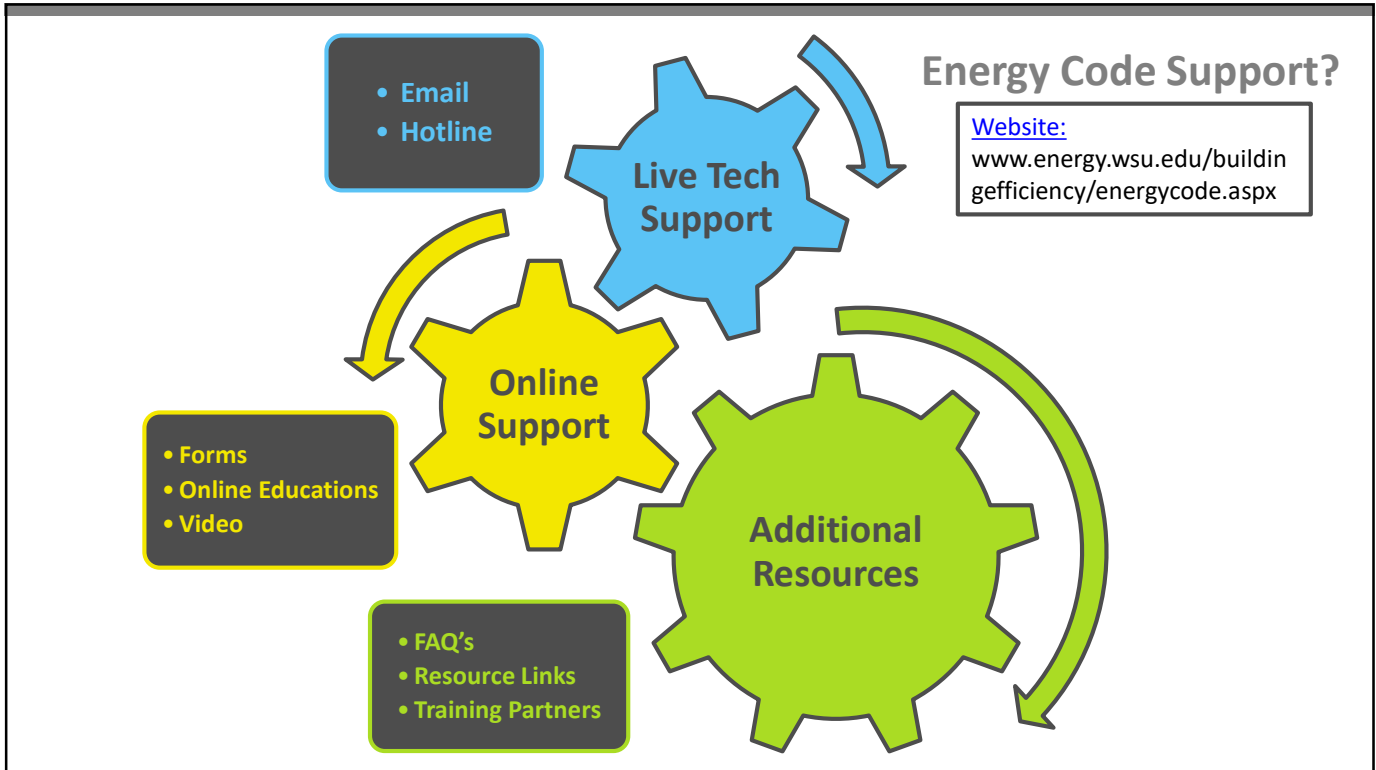 Energy Code Support?
Website:
www.energy.wsu.edu/buildin
gefficiency/energycode.aspx
• Email
• Hotline
Live Tech
Support
Online
Support
• Forms
• Online Educations
• Video
Additional
Resources
• FAQ's
• Resource Links
• Training Partners